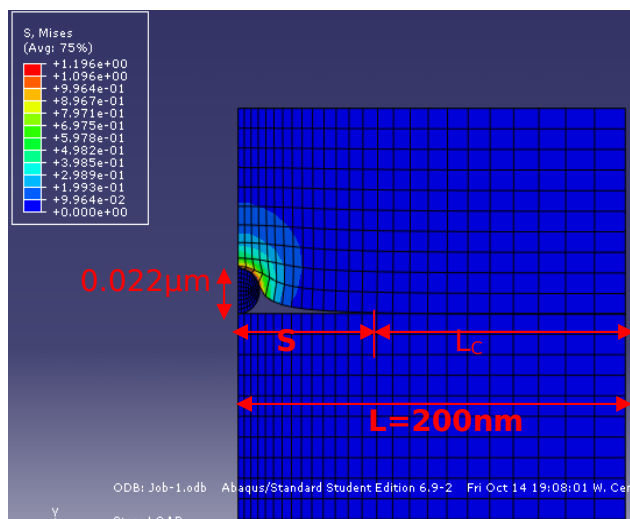 S, Mises
(Avg: 75%)
+1.196e+00
+1.096e+00
+9.964e-01
+8.967e-01
+7.971e-01
+6.975e-01
+5.978e-01
+4.982e-01
+3.985e-01
+2.989e-01
+1.993e-01
+9.964e-02
+0.000e+00
0.022μm
S
L_C
L=200nm
ODB: Job-1.odb Abaqus/Standard Student Edition 6.9-2 Fri Oct 14 19:08:01 W. Cen
Y